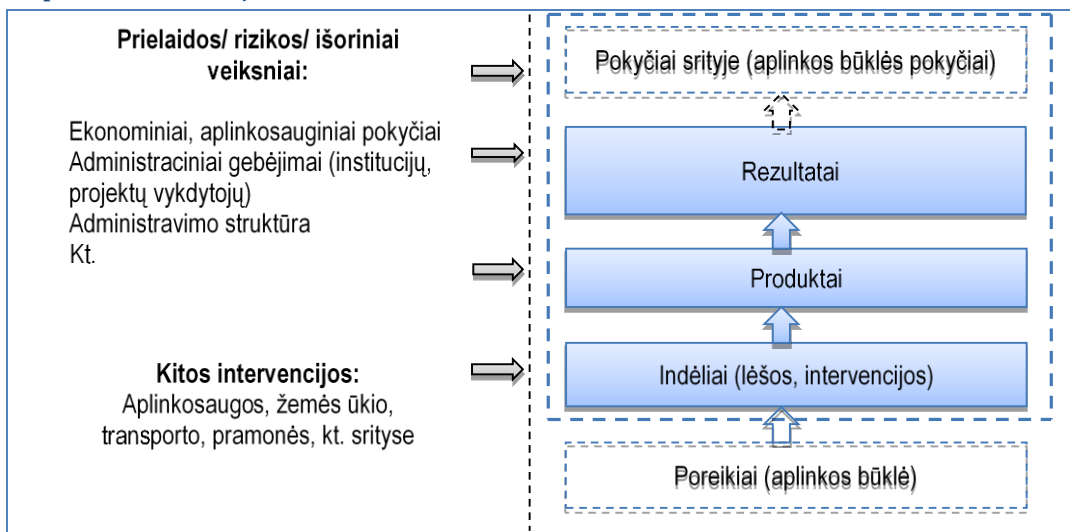 Prielaidos/ rizikos/ išoriniai
veiksniai:
Ekonominiai, aplinkosauginiai pokyčiai
Administraciniai gebėjimai (institucijų,
projektų vykdytojų)
Administravimo struktūra
Kt.
Kitos intervencijos:
Aplinkosaugos, žemės ūkio,
transporto, pramonės, kt. srityse
Pokyčiai srityje (aplinkos būklės pokyčiai)
Rezultatai
Produktai
Indėliai (lėšos, intervencijos)
Poreikiai (aplinkos būklė)